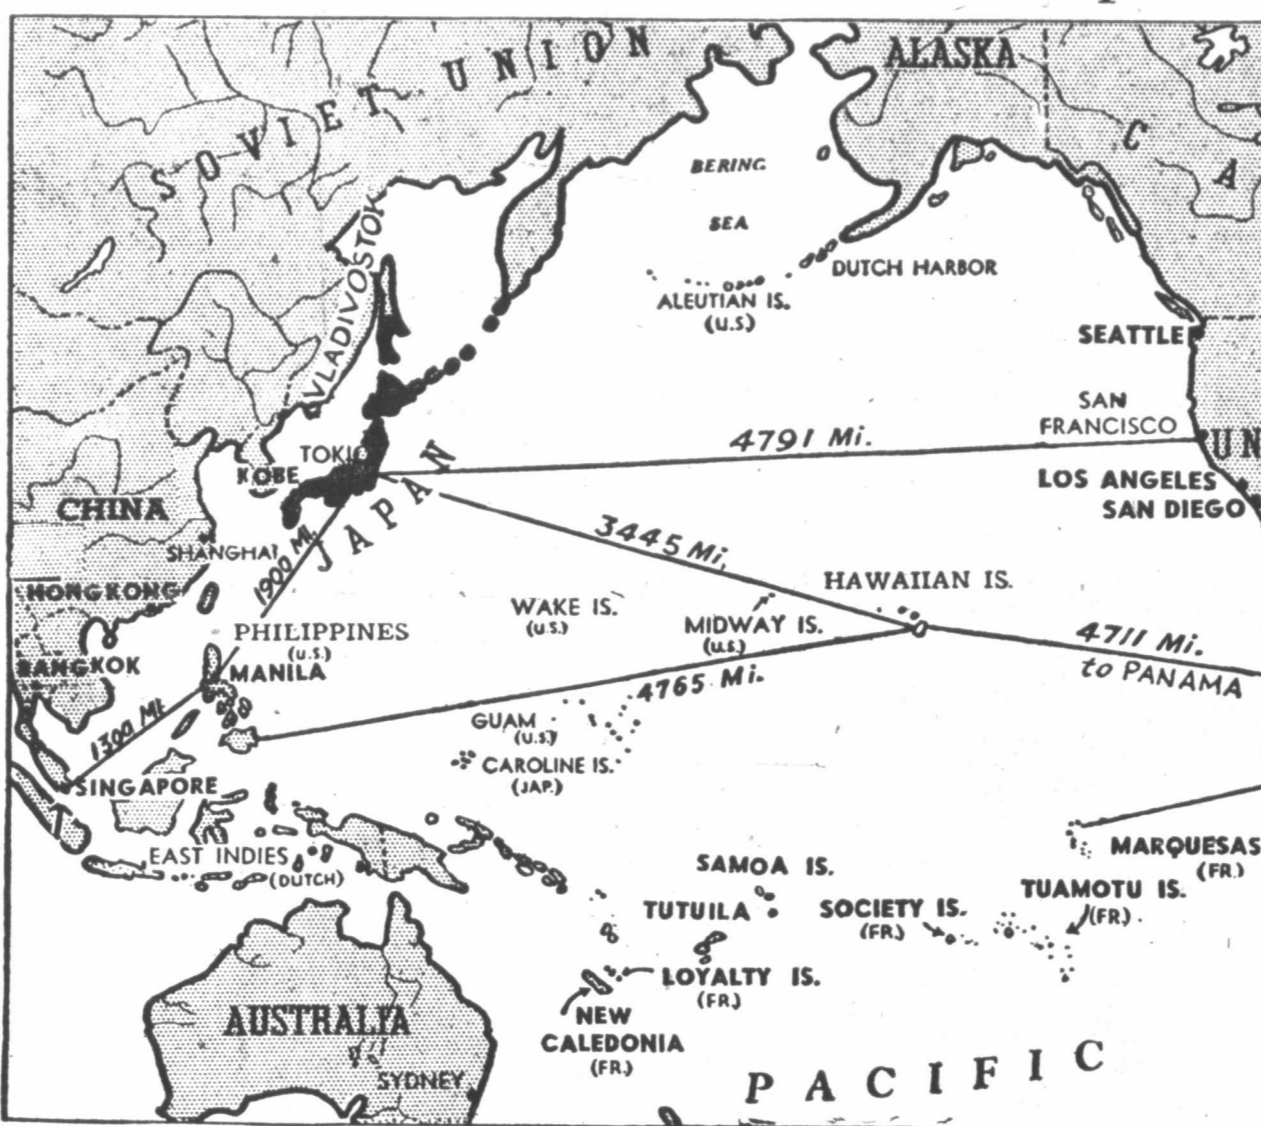 SOVIET UNION
ALASKA
C A
BERING
SEA
VLADIVOSTOK
DUTCH HARBOR
ALEUTIAN IS.
(U.S)
SEATTLE
SAN
FRANCISCO
4791 Mi.
UN
TOKIO
KOBE
JAPAN
LOS ANGELES
SAN DIEGO
CHINA
SHANGHAI
1900 MI.
3445 Mi.
HONGKONG
HAWAIIAN IS.
WAKE IS.
(U.S.)
MIDWAY IS.
(U.S.)
PHILIPPINES
(U.S.)
4711 Mi.
to PANAMA
BANGKOK
MANILA
4765 Mi.
1300 MI.
GUAM
(U.S.)
CAROLINE IS.
(JAP.)
SINGAPORE
EAST INDIES
(DUTCH)
MARQUESAS
(FR.)
SAMOA IS.
TUTUILA
SOCIETY IS.
(FR.)
TUAMOTU IS.
(FR.)
LOYALTY IS.
(FR.)
NEW
CALEDONIA
(FR.)
AUSTRALIA
SYDNEY
PACIFIC